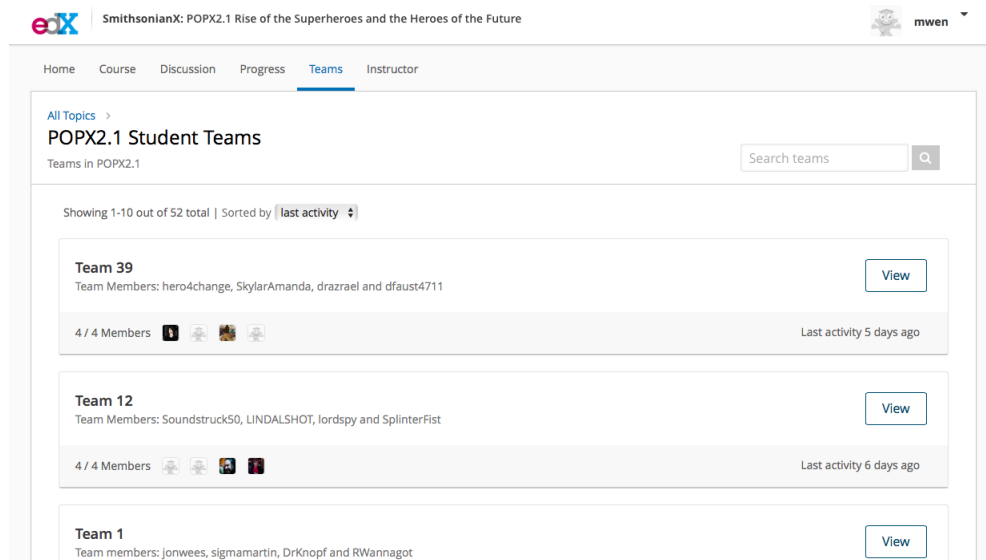 edX
SmithsonianX: POPX2.1 Rise of the Superheroes and the Heroes of the Future
mwen
Home Course Discussion Progress Teams Instructor
All Topics >
POPX2.1 Student Teams
Teams in POPX2.1
Search teams
Showing 1-10 out of 52 total | Sorted by last activity
Team 39
Team Members: hero4change, SkylarAmanda, drazrael and dfaust4711
View
4 / 4 Members
Last activity 5 days ago
Team 12
Team Members: Soundstruck50, LINDALSHOT, lordspy and SplinterFist
View
4 / 4 Members
Last activity 6 days ago
Team 1
Team members: jonwees, sigmamartin, DrKnopf and RWannagot
View